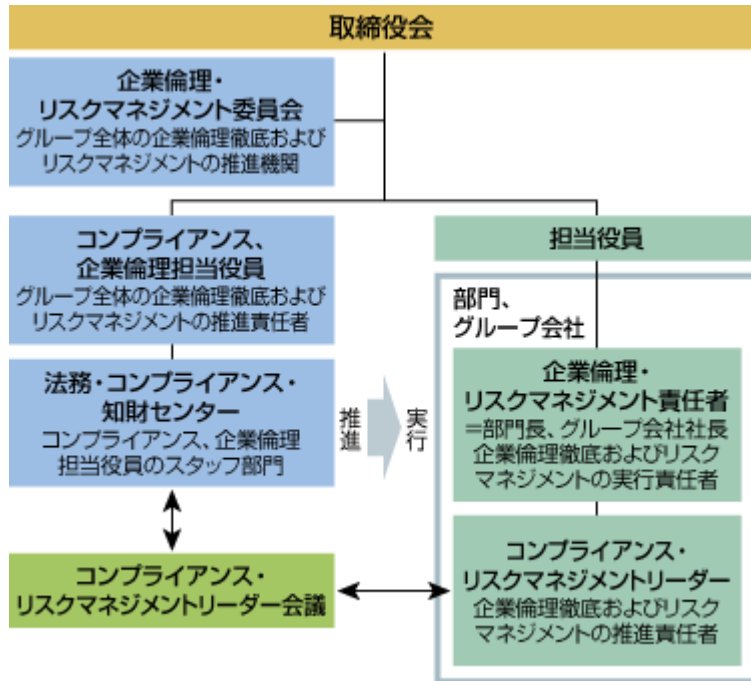 取締役会
企業倫理・
リスクマネジメント委員会
グループ全体の企業倫理徹底および
リスクマネジメントの推進機関
コンプライアンス、
企業倫理担当役員
グループ全体の企業倫理徹底および
リスクマネジメントの推進責任者
法務・コンプライアンス・
知財センター
コンプライアンス、企業倫理
担当役員のスタッフ部門
コンプライアンス・
リスクマネジメントリーダー会議
推進
実行
担当役員
部門、
グループ会社
企業倫理・
リスクマネジメント責任者
=部門長、グループ会社社長
企業倫理徹底およびリスク
マネジメントの実行責任者
コンプライアンス・
リスクマネジメントリーダー
企業倫理徹底およびリスク
マネジメントの推進責任者